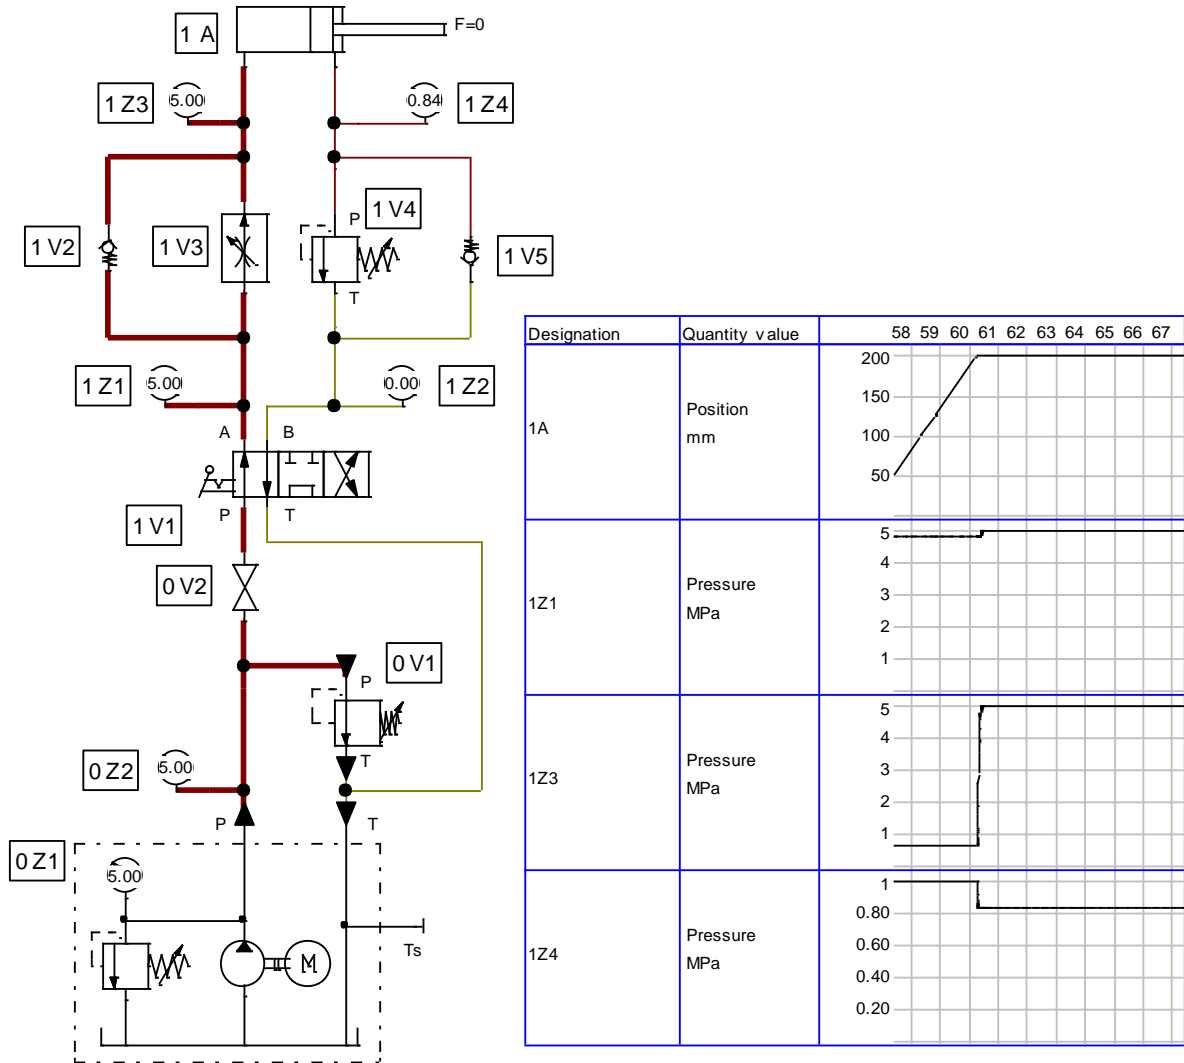 1 A
F=0
1 Z3
5.00
0.84
1 Z4
1 V2
1 V3
P
1 V4
T
1 V5
1 Z1
5.00
0.00
1 Z2
A
B
P
T
1 V1
0 V2
P
0 V1
T
0 Z2
5.00
P
T
0 Z1
5.00
M
Ts
Designation
Quantity value
58 59 60 61 62 63 64 65 66 67
1A
Position
mm
200
150
100
50
1Z1
Pressure
MPa
5
4
3
2
1
1Z3
Pressure
MPa
5
4
3
2
1
1Z4
Pressure
MPa
1
0.80
0.60
0.40
0.20